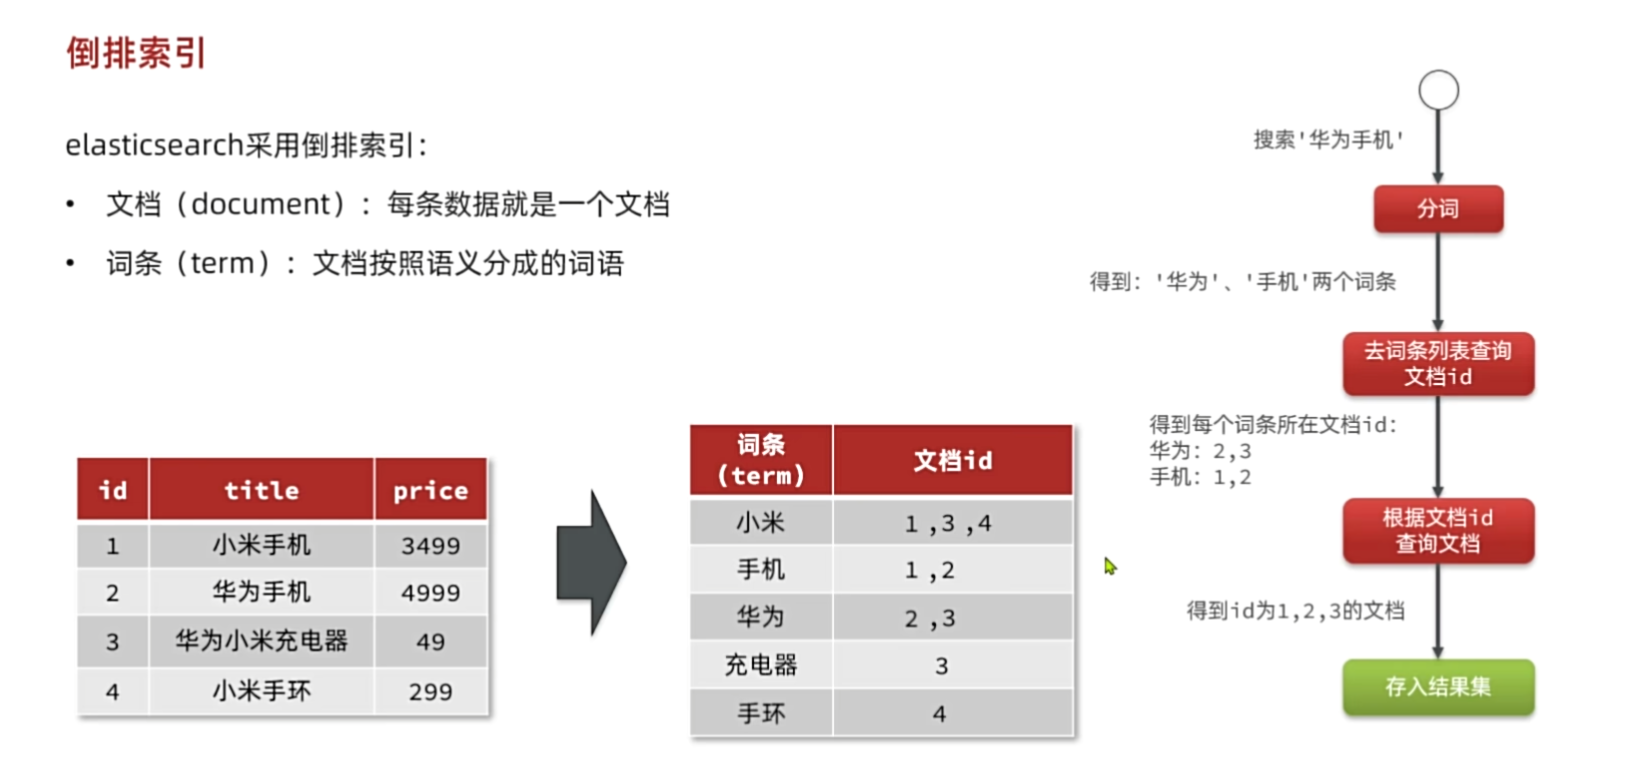 倒排索引
elasticsearch采用倒排索引：
• 文档（document）：每条数据就是一个文档
• 词条（term）：文档按照语义分成的词语
id title price
1 小米手机 3499
2 华为手机 4999
3 华为小米充电器 49
4 小米手环 299
词条
(term)
文档id
小米 1 ,3 ,4
手机 1 ,2
华为 2 ,3
充电器 3
手环 4
搜索'华为手机'
分词
得到：'华为'、'手机'两个词条
去词条列表查询
文档id
得到每个词条所在文档id：
华为：2,3
手机：1,2
根据文档id
查询文档
得到id为1,2,3的文档
存入结果集